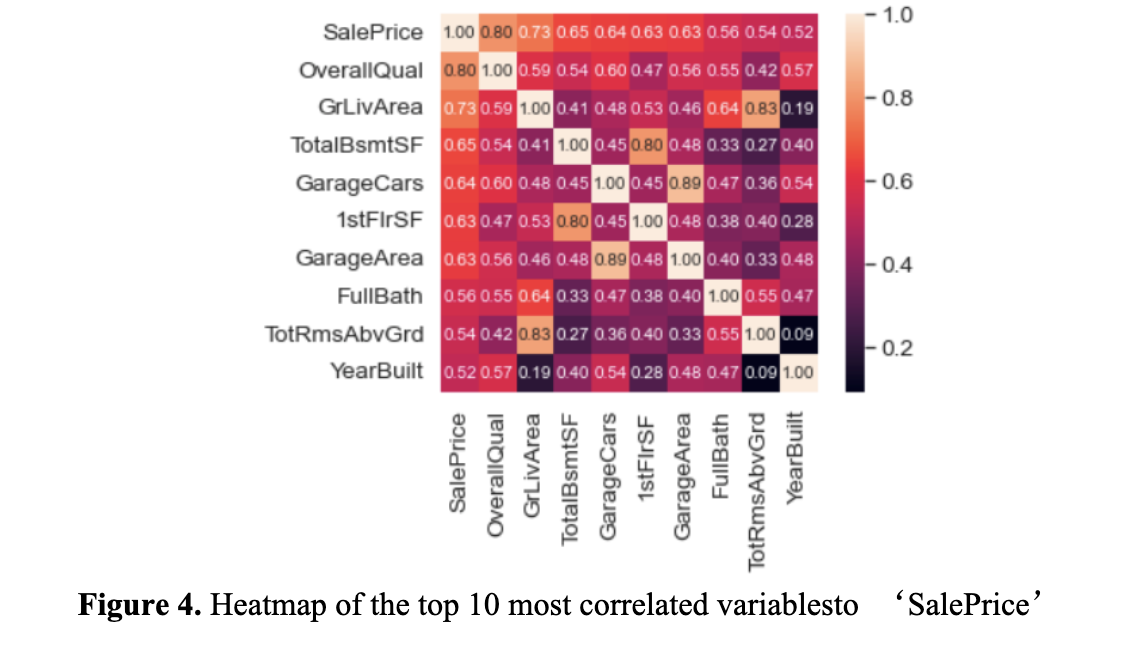 SalePrice 1.00 0.80 0.73 0.65 0.64 0.63 0.63 0.56 0.54 0.52
OverallQual 0.80 1.00 0.59 0.54 0.60 0.47 0.56 0.55 0.42 0.57
GrLivArea 0.73 0.59 1.00 0.41 0.48 0.53 0.46 0.64 0.83 0.19
TotalBsmtSF 0.65 0.54 0.41 1.00 0.45 0.80 0.48 0.33 0.27 0.40
GarageCars 0.64 0.60 0.48 0.45 1.00 0.45 0.89 0.47 0.36 0.54
1stFlrSF 0.63 0.47 0.53 0.80 0.45 1.00 0.48 0.38 0.40 0.28
GarageArea 0.63 0.56 0.46 0.48 0.89 0.48 1.00 0.40 0.33 0.48
FullBath 0.56 0.55 0.64 0.33 0.47 0.38 0.40 1.00 0.55 0.47
TotRmsAbvGrd 0.54 0.42 0.83 0.27 0.36 0.40 0.33 0.55 1.00 0.09
YearBuilt 0.52 0.57 0.19 0.40 0.54 0.28 0.48 0.47 0.09 1.00
SalePrice
OverallQual
GrLivArea
TotalBsmtSF
GarageCars
1stFlrSF
GarageArea
FullBath
TotRmsAbvGrd
YearBuilt
1.0
0.8
0.6
0.4
0.2
Figure 4. Heatmap of the top 10 most correlated variablesto ‘SalePrice’